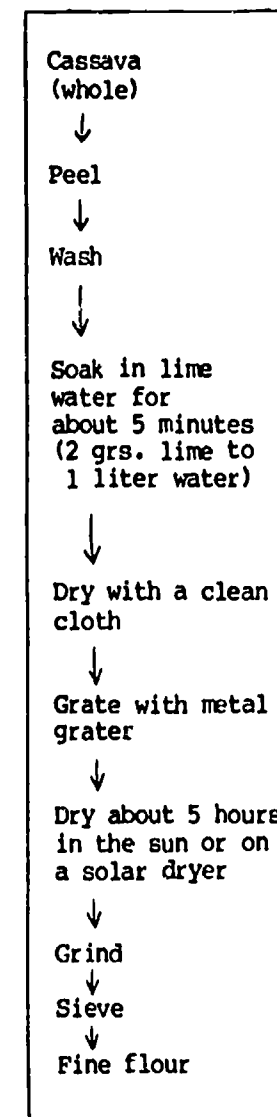 Cassava
(whole)
Peel
Wash
Soak in lime
water for
about 5 minutes
(2 grs. lime to
1 liter water)
Dry with a clean
cloth
Grate with metal
grater
Dry about 5 hours
in the sun or on
a solar dryer
Grind
Sieve
Fine flour